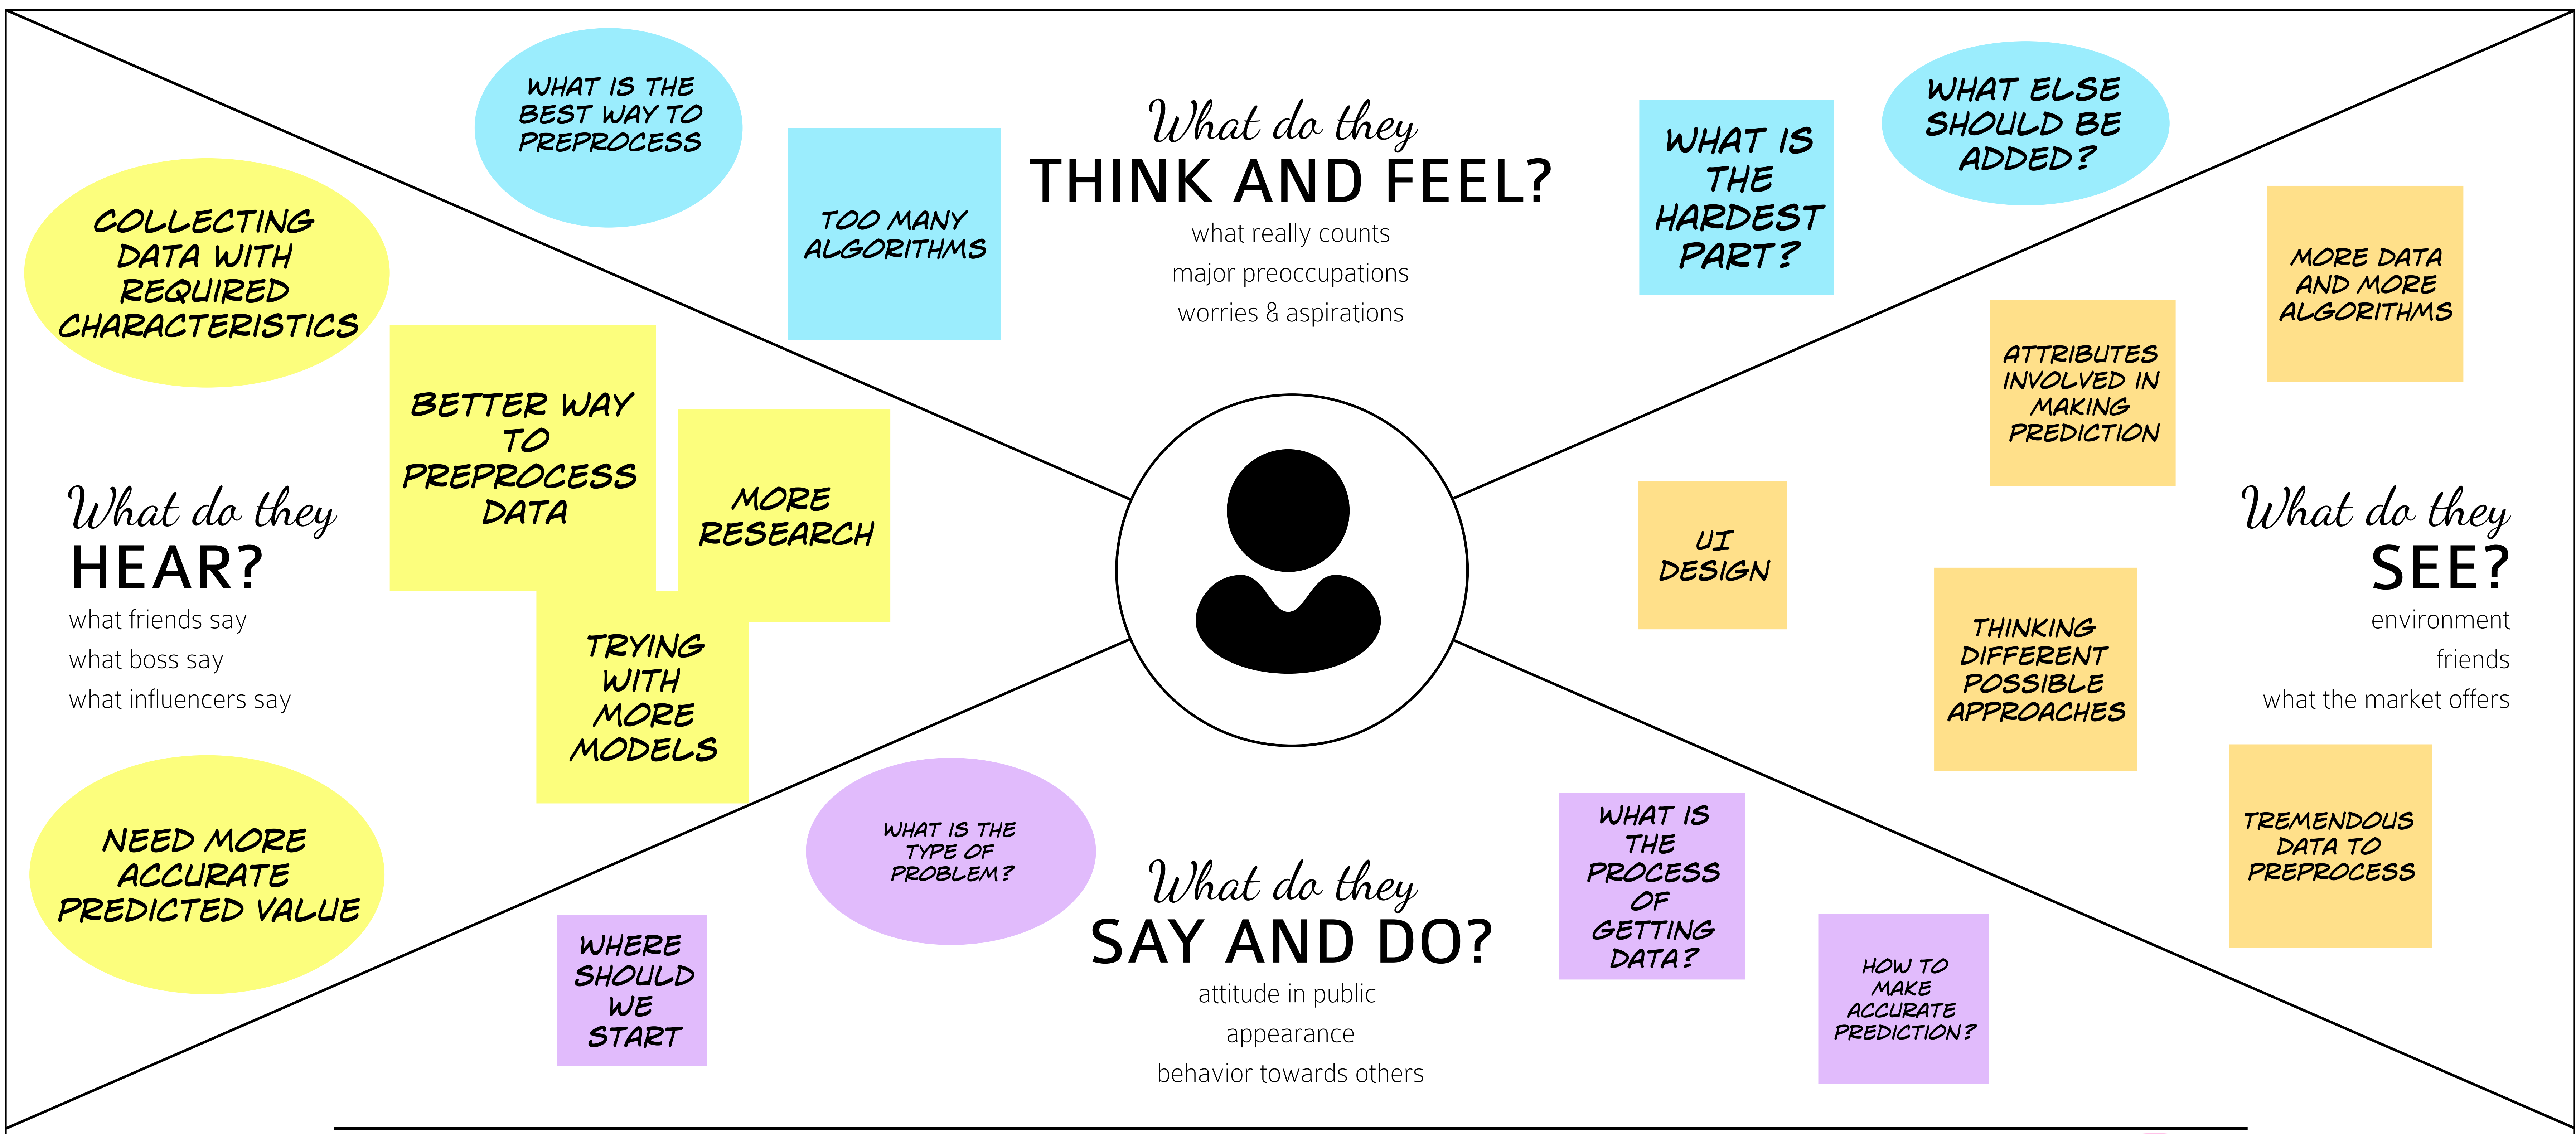 WHAT IS THE
BEST WAY TO
PREPROCESS
TOO MANY
ALGORITHMS
What do they
THINK AND FEEL?
what really counts
major preoccupations
worries & aspirations
WHAT IS
THE
HARDEST
PART?
WHAT ELSE
SHOULD BE
ADDED?
COLLECTING
DATA WITH
REQUIRED
CHARACTERISTICS
BETTER WAY
TO
PREPROCESS
DATA
MORE
RESEARCH
What do they
HEAR?
what friends say
what boss say
what influencers say
TRYING
WITH
MORE
MODELS
NEED MORE
ACCURATE
PREDICTED VALUE
MORE DATA
AND MORE
ALGORITHMS
ATTRIBUTES
INVOLVED IN
MAKING
PREDICTION
UI
DESIGN
What do they
SEE?
environment
friends
what the market offers
THINKING
DIFFERENT
POSSIBLE
APPROACHES
TREMENDOUS
DATA TO
PREPROCESS
WHAT IS THE
TYPE OF
PROBLEM?
WHERE
SHOULD
WE
START
What do they
SAY AND DO?
attitude in public
appearance
behavior towards others
WHAT IS
THE
PROCESS
OF
GETTING
DATA?
HOW TO
MAKE
ACCURATE
PREDICTION?